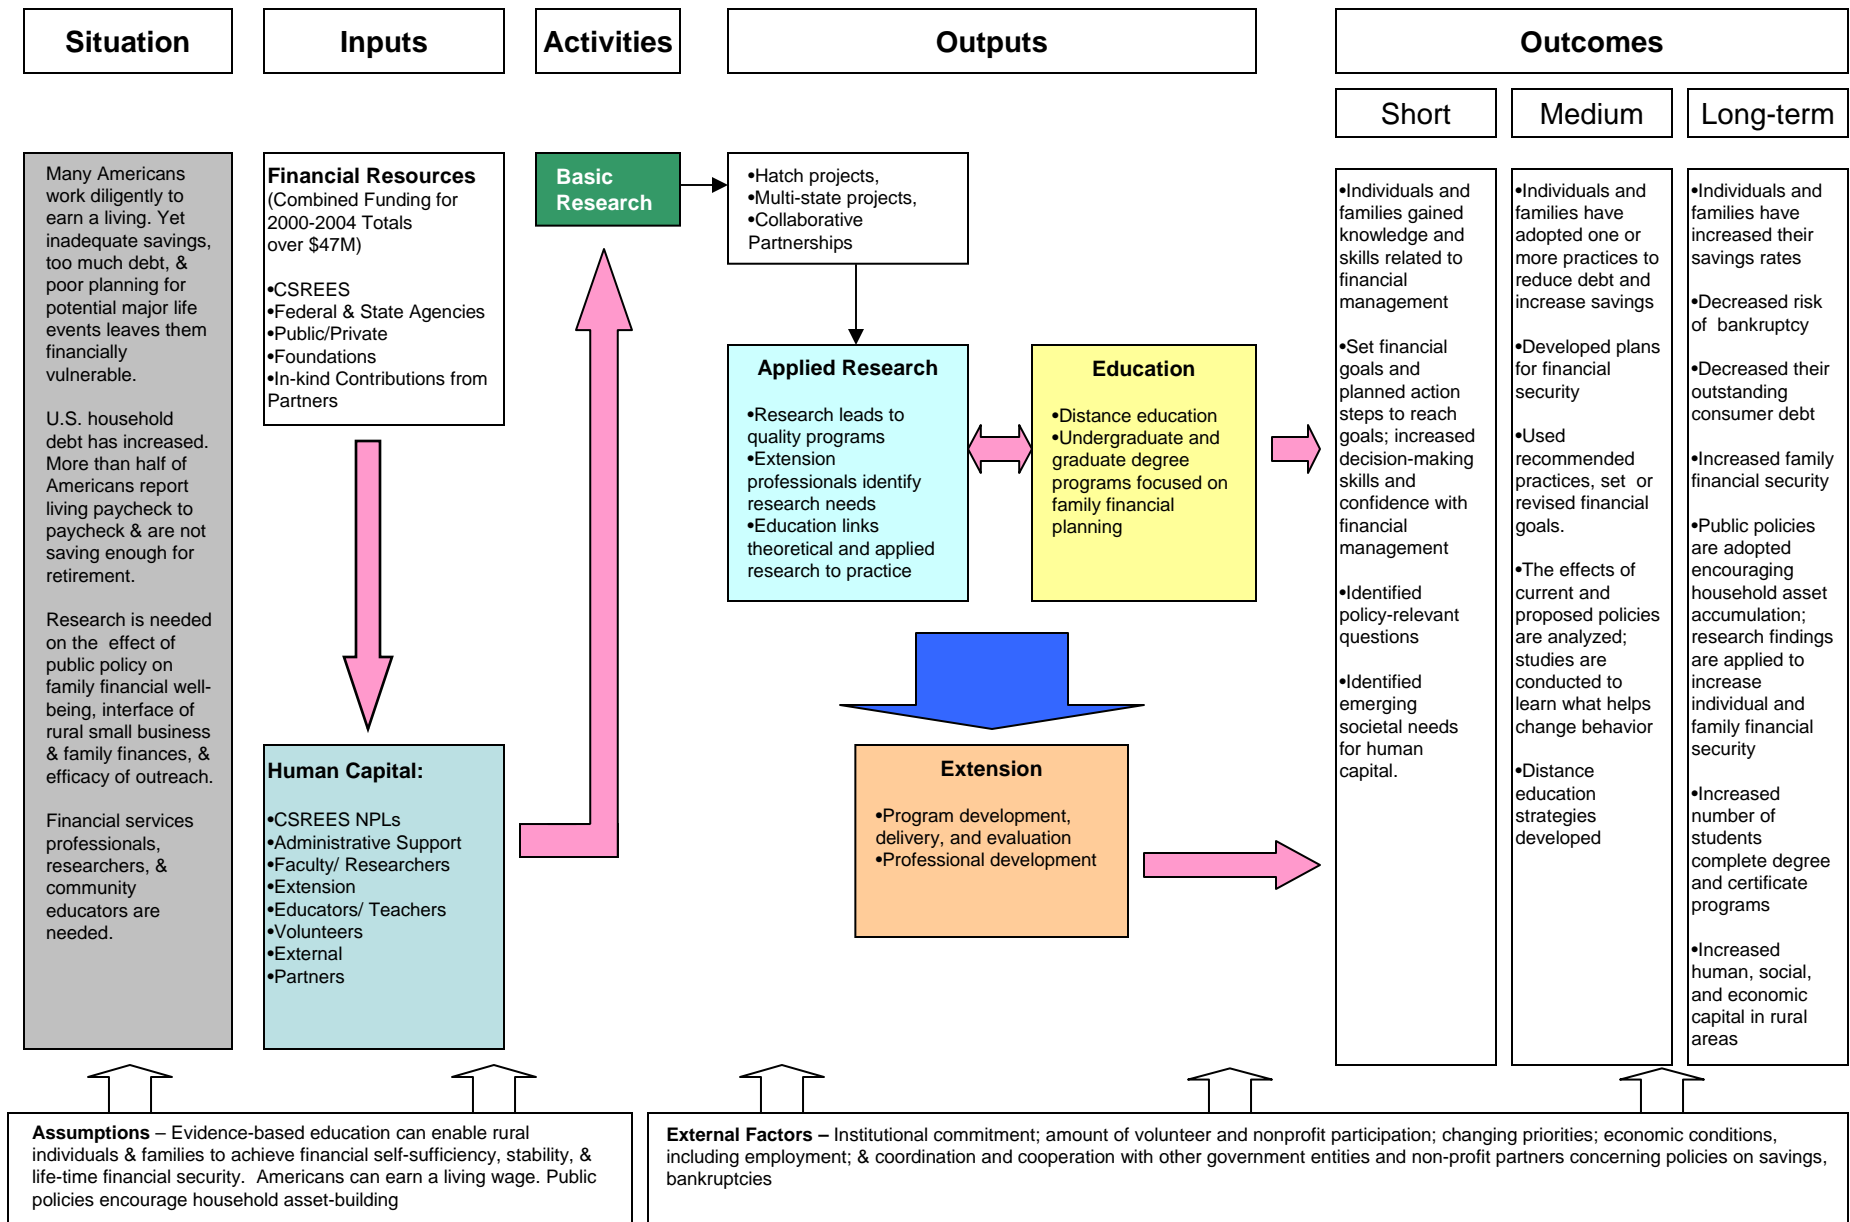 Situation
Inputs
Activities
Outputs
Outcomes
Short
Medium
Long-term
Many Americans
work diligently to
earn a living. Yet
inadequate savings,
too much debt, &
poor planning for
potential major life
events leaves them
financially
vulnerable.
U.S. household
debt has increased.
More than half of
Americans report
living paycheck to
paycheck & are not
saving enough for
retirement.
Research is needed
on the effect of
public policy on
family financial well-
being, interface of
rural small business
& family finances, &
efficacy of outreach.
Financial services
professionals,
researchers, &
community
educators are
needed.
Financial Resources
(Combined Funding for
2000-2004 Totals
over $47M)
•CSREES
•Federal & State Agencies
•Public/Private
•Foundations
•In-kind Contributions from
Partners
Human Capital:
•CSREES NPLs
•Administrative Support
•Faculty/ Researchers
•Extension
•Educators/ Teachers
•Volunteers
•External
•Partners
Basic
Research
•Hatch projects,
•Multi-state projects,
•Collaborative
Partnerships
Applied Research
•Research leads to
quality programs
•Extension
professionals identify
research needs
•Education links
theoretical and applied
research to practice
Education
•Distance education
•Undergraduate and
graduate degree
programs focused on
family financial
planning
Extension
•Program development,
delivery, and evaluation
•Professional development
•Individuals and
families gained
knowledge and
skills related to
financial
management
•Set financial
goals and
planned action
steps to reach
goals; increased
decision-making
skills and
confidence with
financial
management
•Identified
policy-relevant
questions
•Identified
emerging
societal needs
for human
capital.
•Individuals and
families have
adopted one or
more practices to
reduce debt and
increase savings
•Developed plans
for financial
security
•Used
recommended
practices, set or
revised financial
goals.
•The effects of
current and
proposed policies
are analyzed;
studies are
conducted to
learn what helps
change behavior
•Distance
education
strategies
developed
•Individuals and
families have
increased their
savings rates
•Decreased risk
of bankruptcy
•Decreased their
outstanding
consumer debt
•Increased family
financial security
•Public policies
are adopted
encouraging
household asset
accumulation;
research findings
are applied to
increase
individual and
family financial
security
•Increased
number of
students
complete degree
and certificate
programs
•Increased
human, social,
and economic
capital in rural
areas
Assumptions – Evidence-based education can enable rural
individuals & families to achieve financial self-sufficiency, stability, &
life-time financial security. Americans can earn a living wage. Public
policies encourage household asset-building
External Factors – Institutional commitment; amount of volunteer and nonprofit participation; changing priorities; economic conditions,
including employment; & coordination and cooperation with other government entities and non-profit partners concerning policies on savings,
bankruptcies